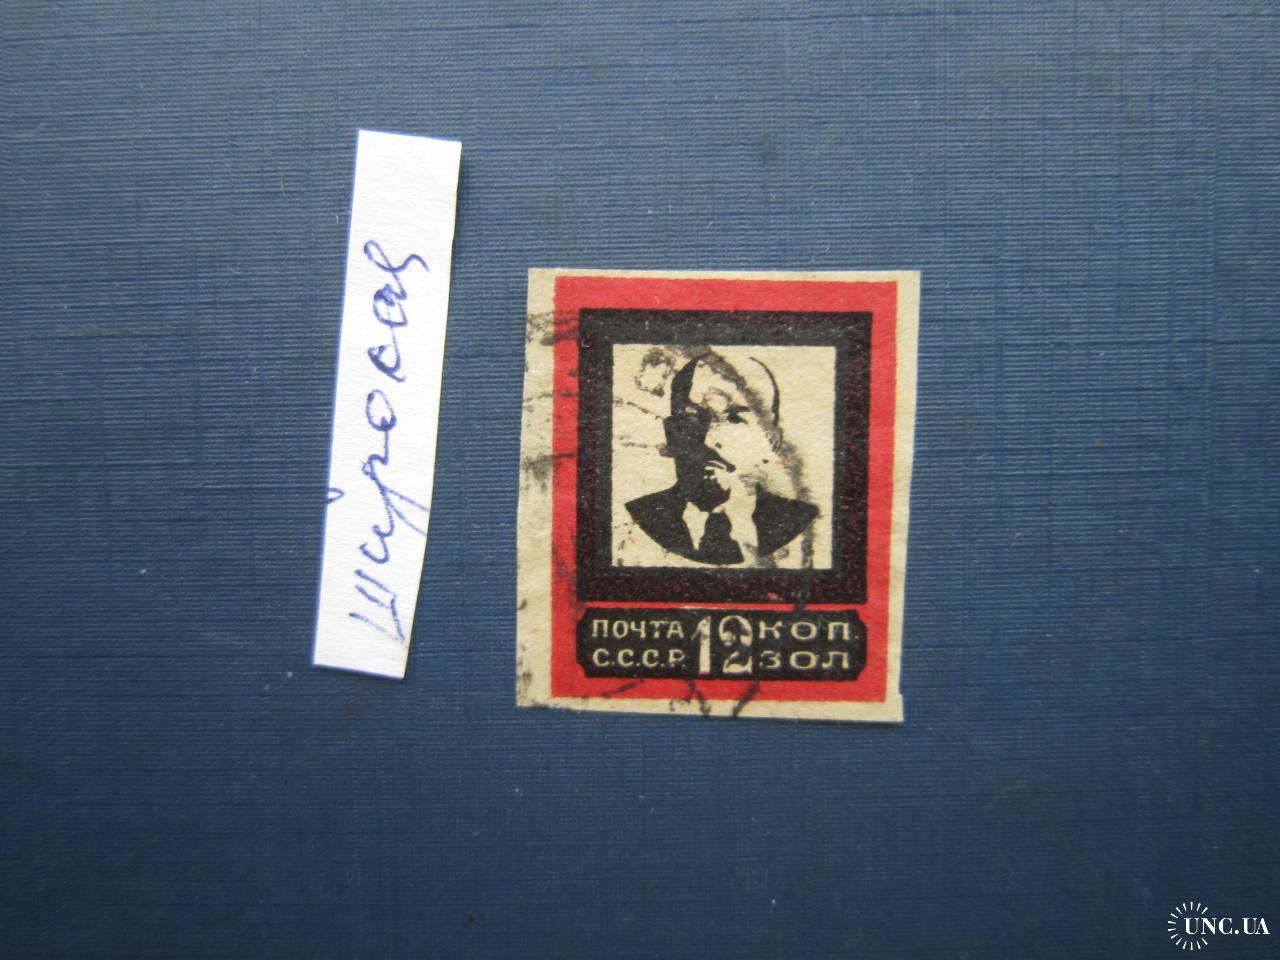 широкая
ПОЧТА 12 КОП.
С.С.С.Р. ЗОЛ
UNC.UA